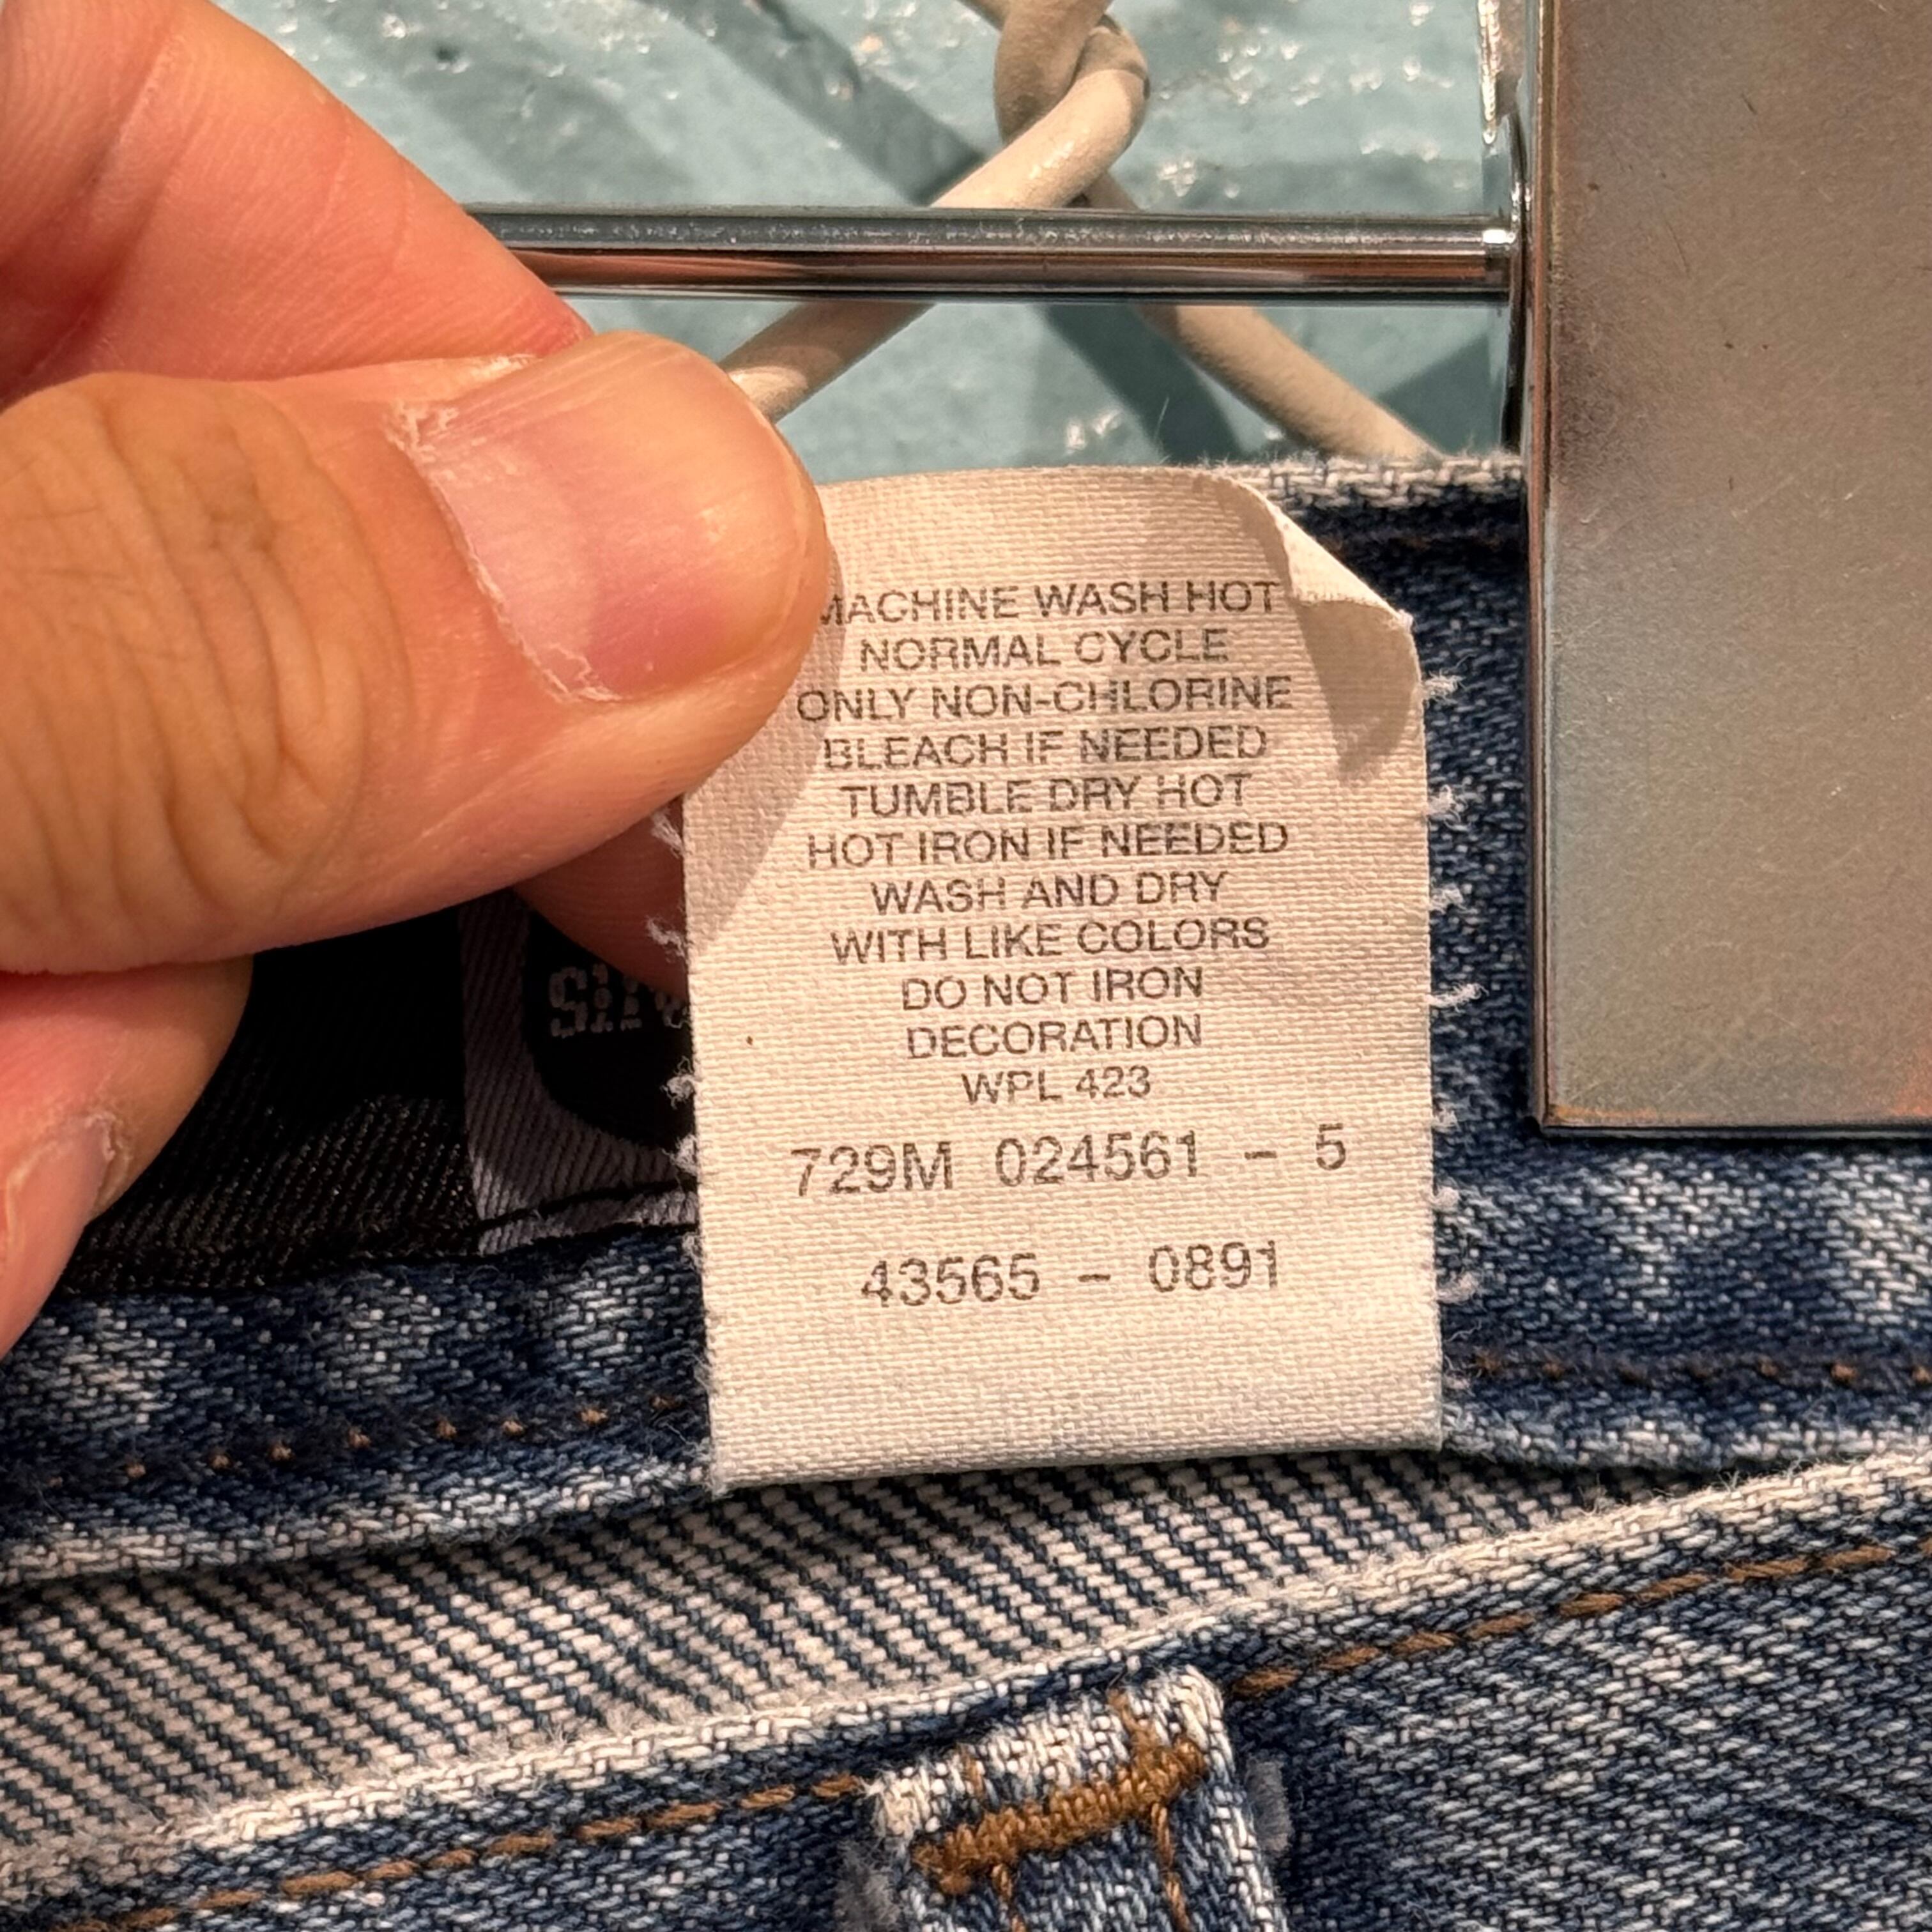 MACHINE WASH HOT
NORMAL CYCLE
ONLY NON-CHLORINE
BLEACH IF NEEDED
TUMBLE DRY HOT
HOT IRON IF NEEDED
WASH AND DRY
WITH LIKE COLORS
DO NOT IRON
DECORATION
WPL 423
729M 024561 - 5
43565 - 0891